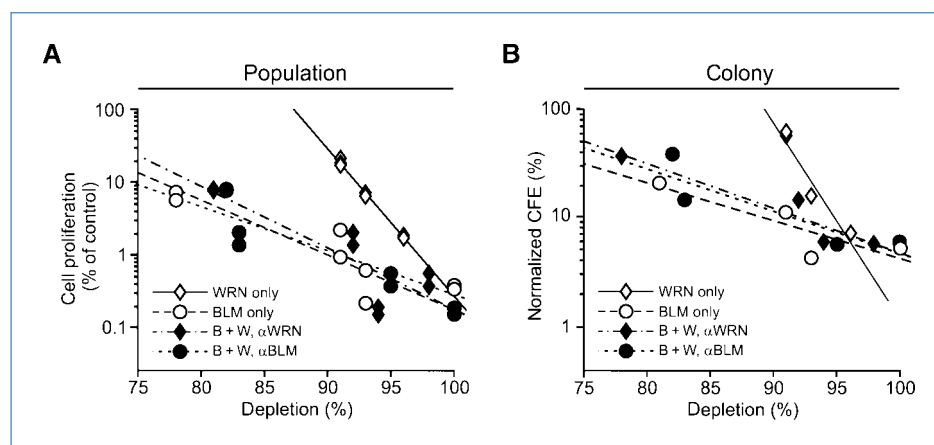 A
Population
Cell proliferation
(% of control)
100
10
1
0.1
WRN only
BLM only
B + W, αWRN
B + W, αBLM
75 80 85 90 95 100
Depletion (%)
B
Colony
Normalized CFE (%)
100
10
1
WRN only
BLM only
B + W, αWRN
B + W, αBLM
75 80 85 90 95 100
Depletion (%)